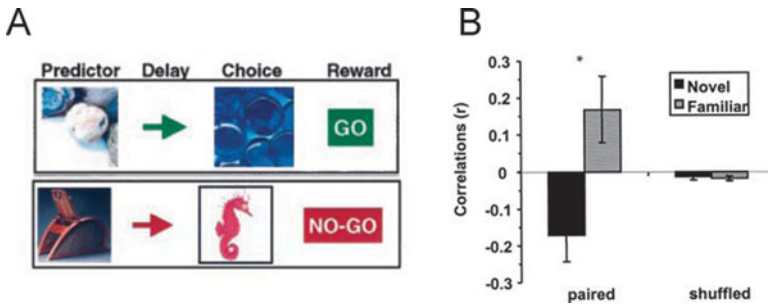 A
Predictor Delay Choice Reward
GO
NO-GO
B
Correlations (r)
0.3
0.2
0.1
0
-0.1
-0.2
-0.3
*
Novel
Familiar
paired shuffled